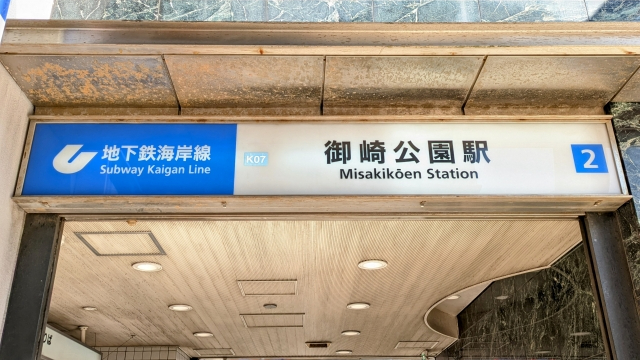 地下鉄海岸線
Subway Kaigan Line
K07
御崎公園駅
Misakikōen Station
2